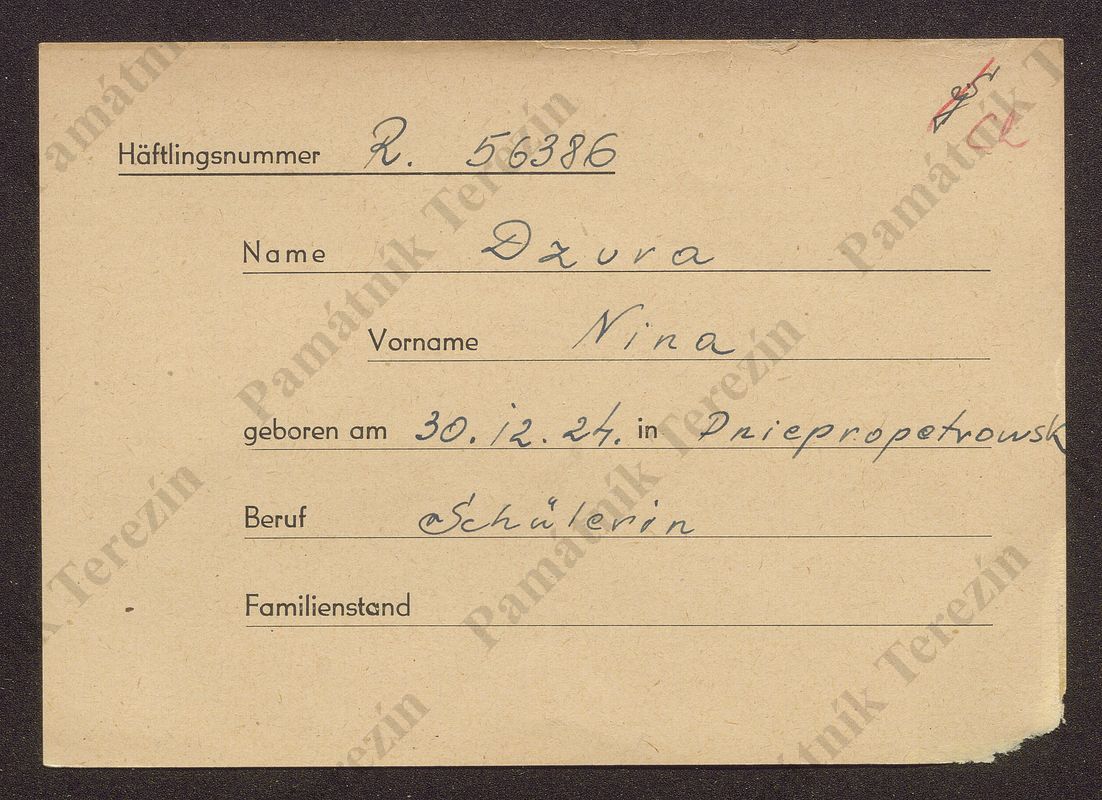 Häftlingsnummer R. 56386
Name Dzura
Vorname Nina
geboren am 30.12.24. in Dniepropetrowsk
Beruf Schülerin
Familienstand
Památník Terezín